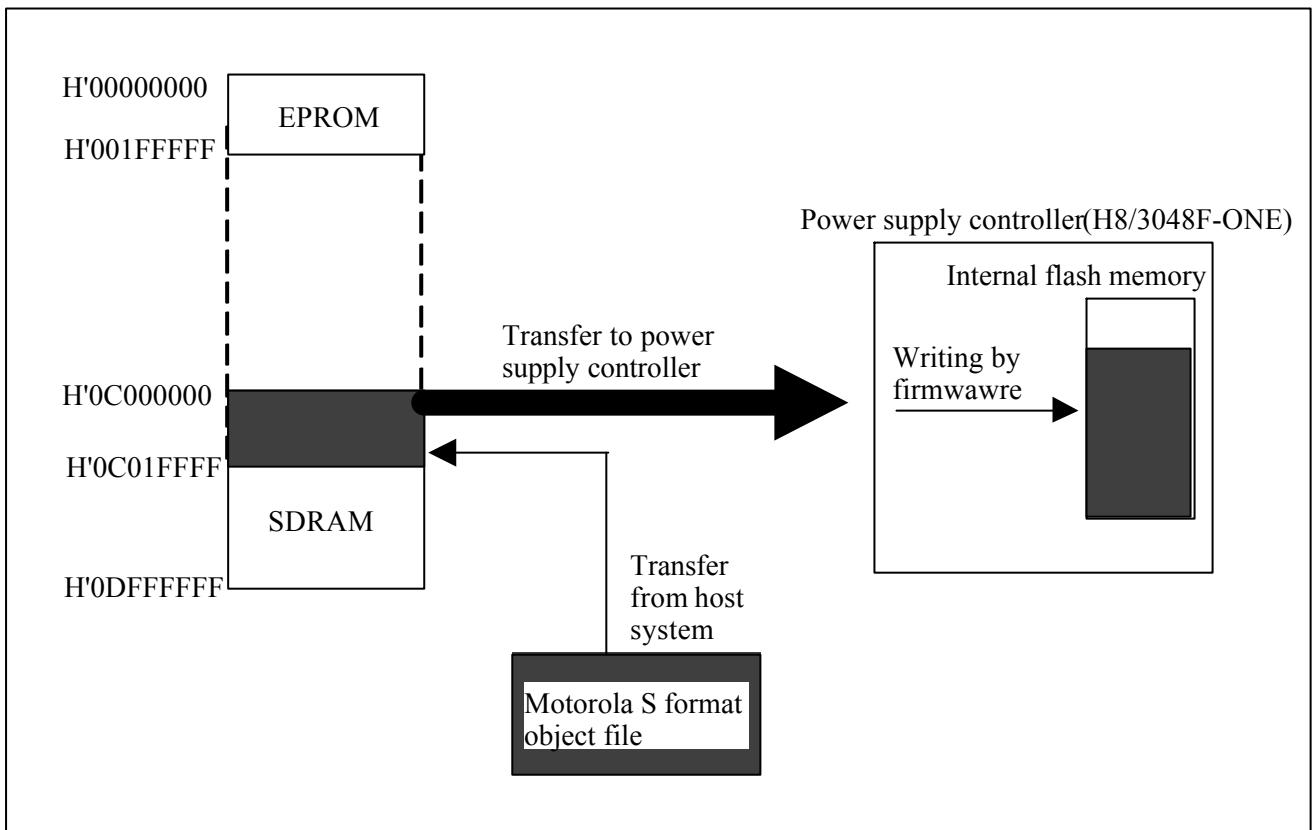 H'00000000
EPROM
H'001FFFFF
Power supply controller(H8/3048F-ONE)
Internal flash memory
Transfer to power
supply controller
Writing by
firmwawre
H'0C000000
H'0C01FFFF
SDRAM
H'0DFFFFFF
Transfer
from host
system
Motorola S format
object file